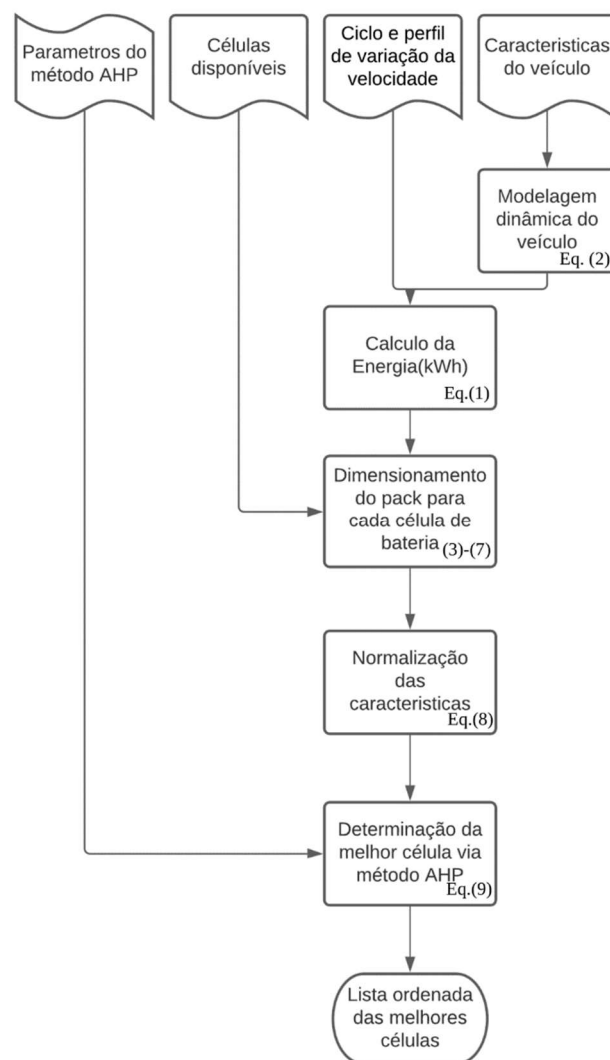 Parametros do
método AHP
Células
disponíveis
Ciclo e perfil
de variação da
velocidade
Caracteristicas
do veículo
Modelagem
dinâmica do
veículo
Eq. (2)
Calculo da
Energia(kWh)
Eq.(1)
Dimensionamento
do pack para
cada célula de
bateria (3)-(7)
Normalização
das
caracteristicas
Eq.(8)
Determinação da
melhor célula via
método AHP
Eq.(9)
Lista ordenada
das melhores
células